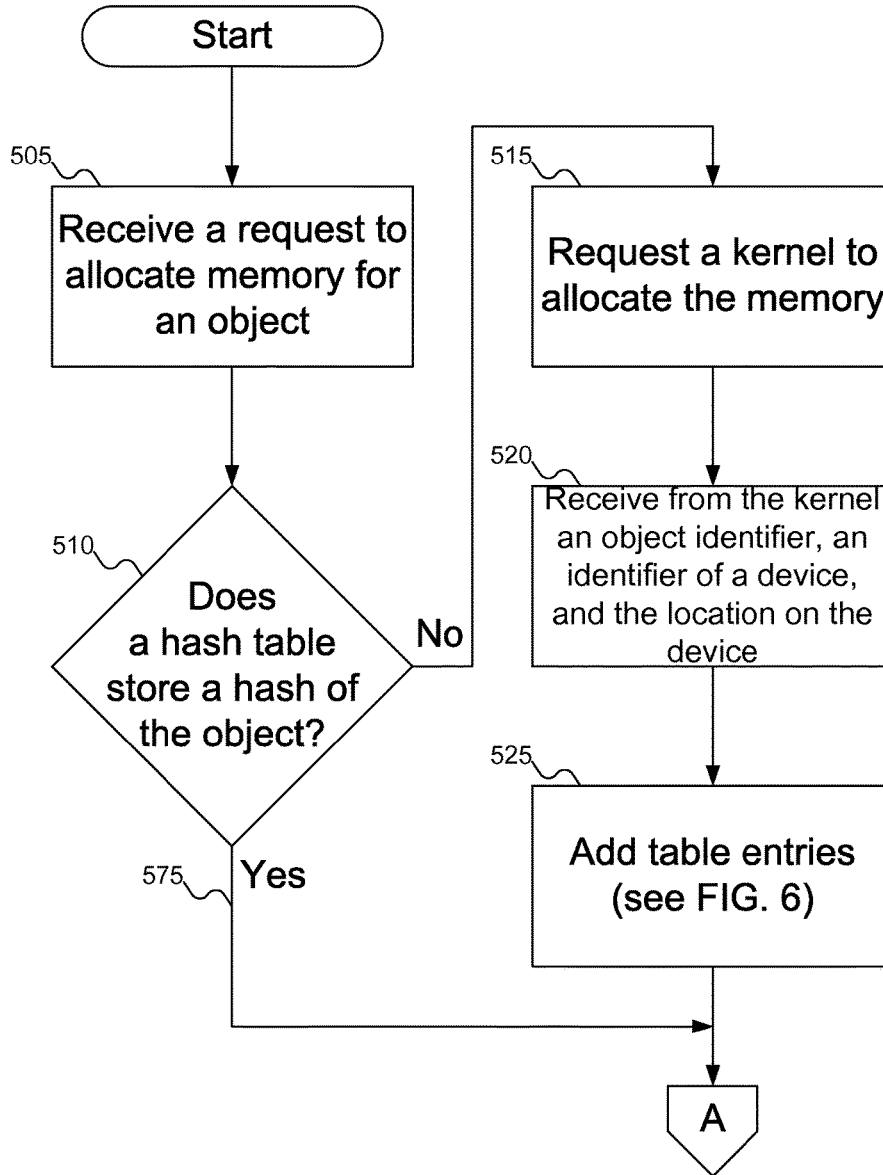 Start
505
Receive a request to
allocate memory for
an object
510
Does
a hash table
store a hash of
the object?
No
575
Yes
515
Request a kernel to
allocate the memory
520
Receive from the kernel
an object identifier, an
identifier of a device,
and the location on the
device
525
Add table entries
(see FIG. 6)
A